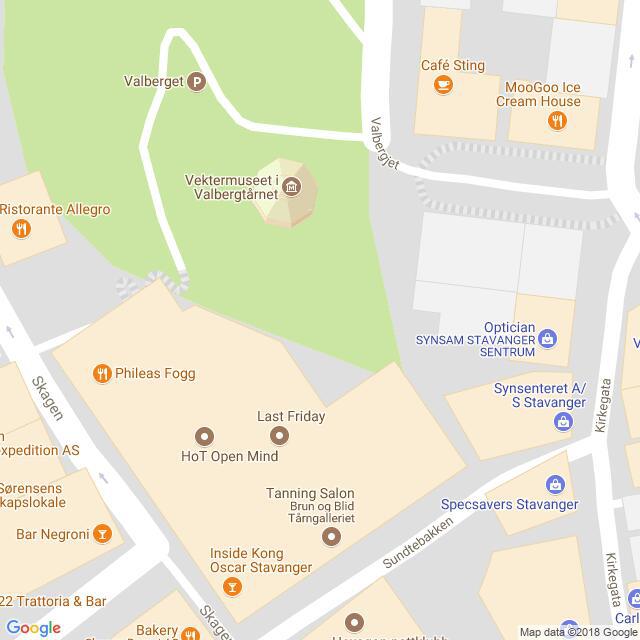 Café Sting
MooGoo Ice
Cream House
Valberget P
Valbergjet
Vektermuseet i
Valbergtårnet
Ristorante Allegro
Optician
SYNSAM STAVANGER
SENTRUM
Phileas Fogg
Skagen
Synsenteret A/
S Stavanger
Kirkegata
Last Friday
HoT Open Mind
expedition AS
Sørensens
Specsavers Stavanger
Tanning Salon
Brun og Blid
Tårngalleriet
Bar Negroni
Sundtebakken
Inside Kong
Oscar Stavanger
Kirkegata
22 Trattoria & Bar
Skagen
Bakery
Carl
Google
Map data ©2018 Google